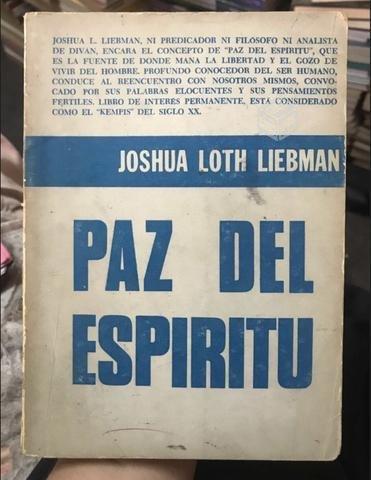 JOSHUA L. LIEBMAN, NI PREDICADOR NI FILOSOFO NI ANALISTA
DE DIVAN, ENCARA EL CONCEPTO DE "PAZ DEL ESPÍRITU", QUE
ES LA FUENTE DE DONDE MANA LA LIBERTAD Y EL GOZO DE
VIVIR DEL HOMBRE. PROFUNDO CONOCEDOR DEL SER HUMANO,
CONDUCE AL REENCUENTRO CON NOSOTROS MISMOS, CONVO-
CADO POR SUS PALABRAS ELOCUENTES Y SUS PENSAMIENTOS
FERTILES. LIBRO DE INTERÉS PERMANENTE, ESTÁ CONSIDERADO
COMO EL "KEMPIS" DEL SIGLO XX.
JOSHUA LOTH LIEBMAN
PAZ DEL
ESPIRITU